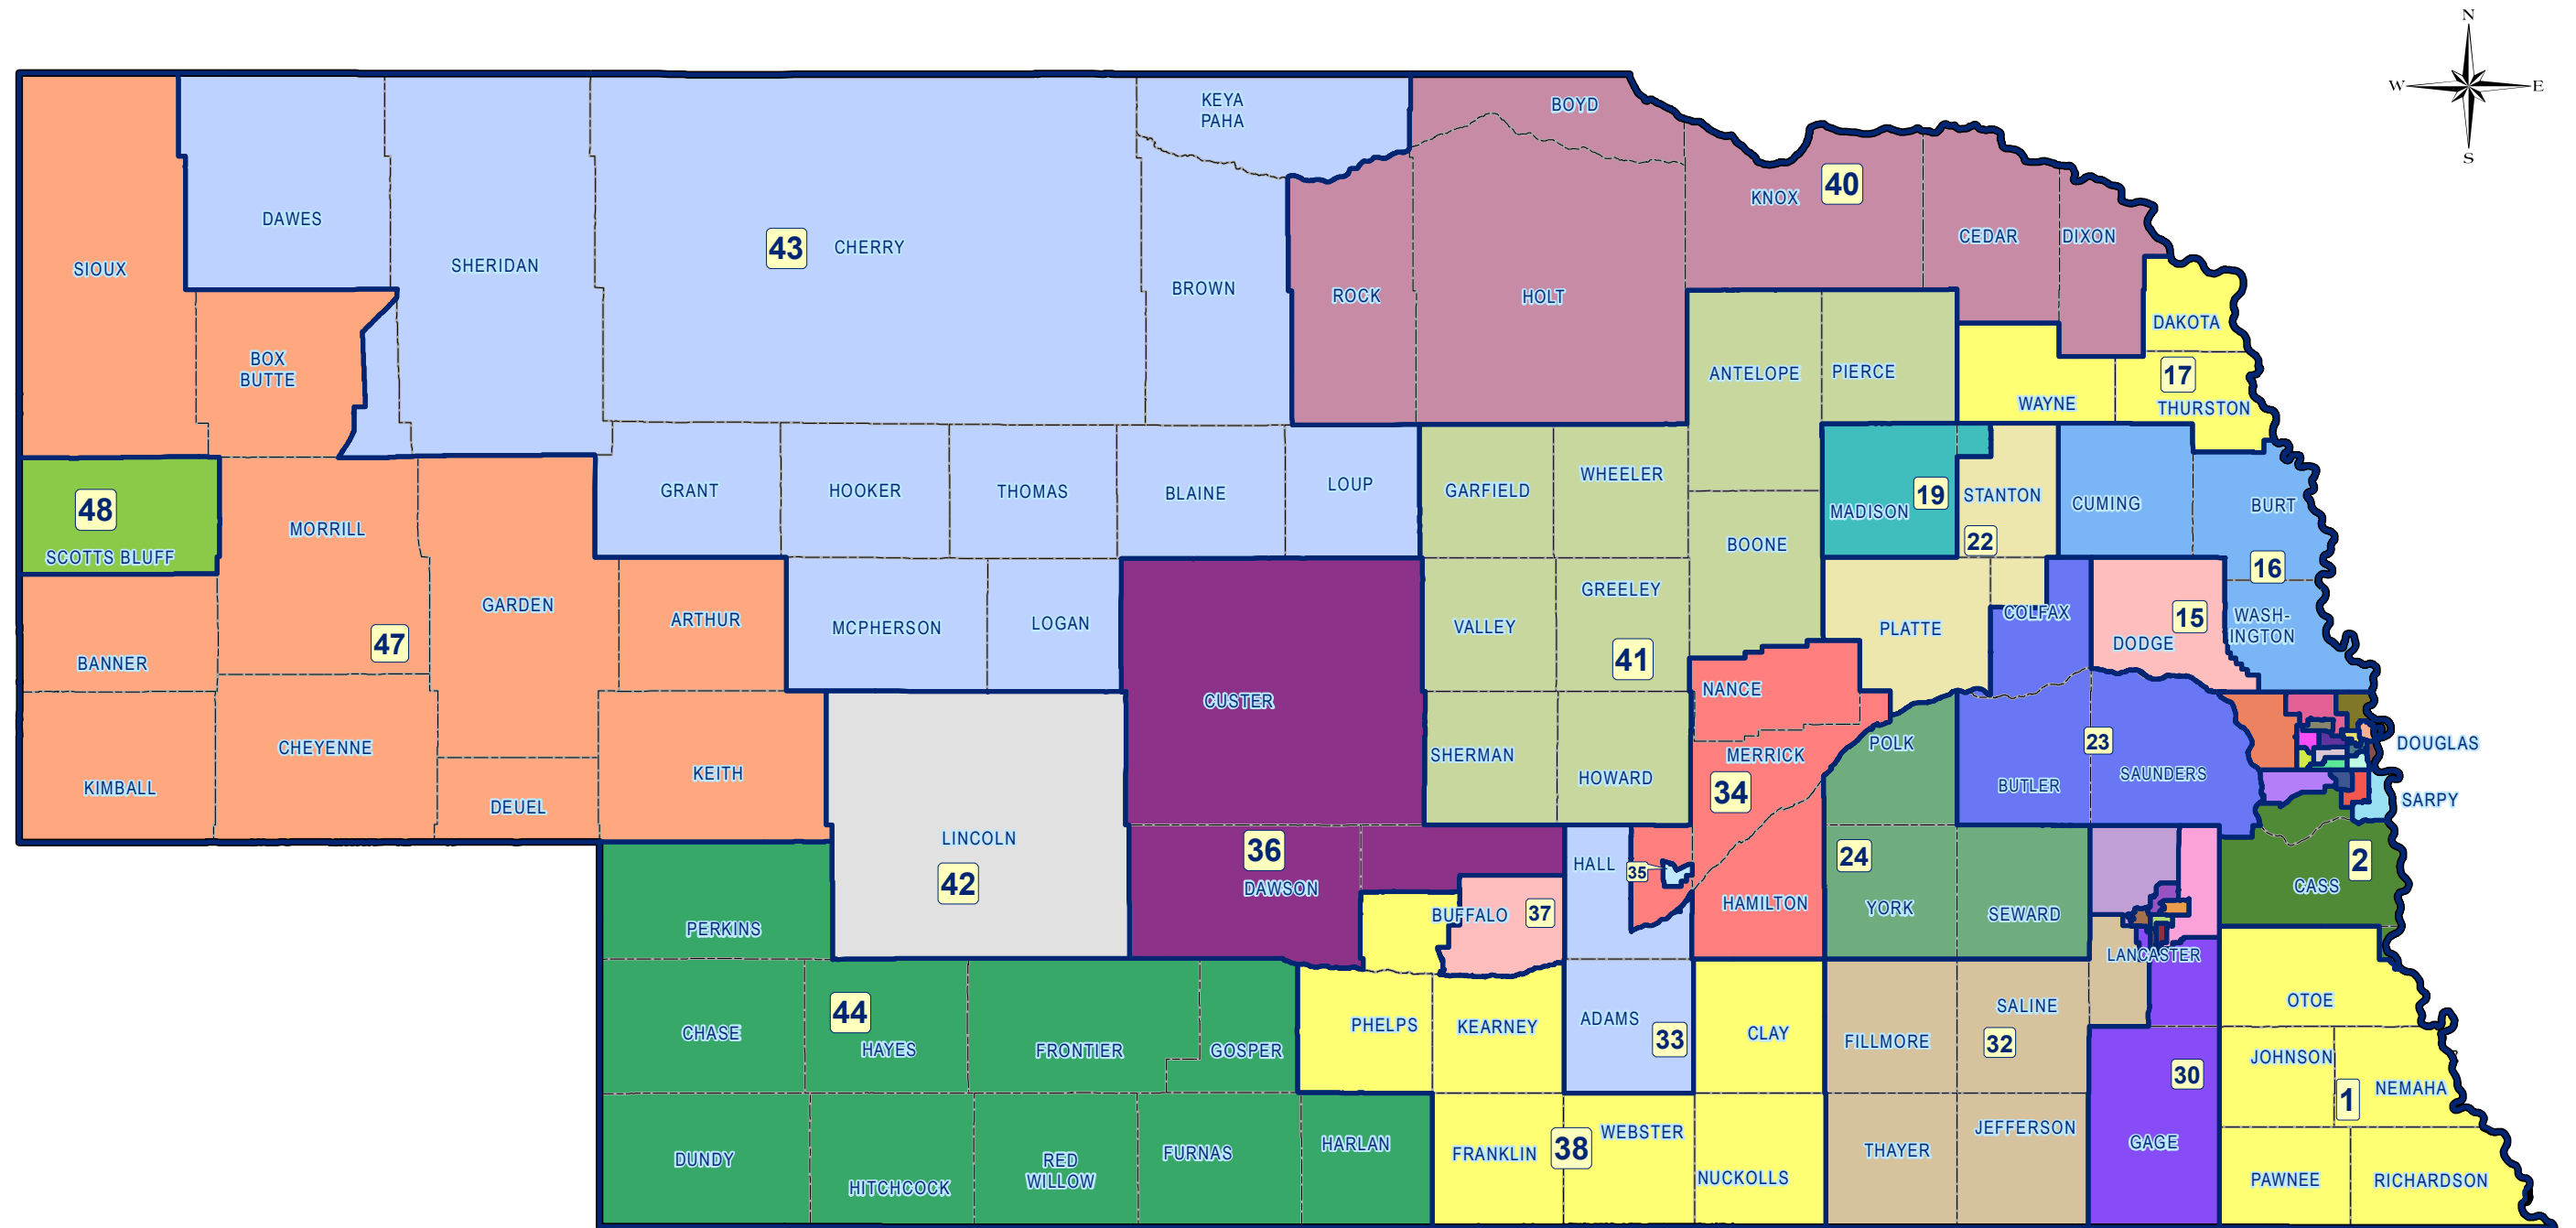 N
W E
S
KEYA
PAHA
BOYD
40
KNOX
DAWES
43
CHERRY
CEDAR
DIXON
SIOUX
SHERIDAN
BROWN
ROCK
HOLT
DAKOTA
BOX
BUTTE
ANTELOPE
PIERCE
17
WAYNE
THURSTON
48
SCOTTS BLUFF
MORRILL
GRANT
HOOKER
THOMAS
BLAINE
LOUP
GARFIELD
WHEELER
MADISON
19
STANTON
22
CUMING
BURT
BOONE
16
GARDEN
ARTHUR
MCPHERSON
LOGAN
VALLEY
GREELEY
PLATTE
COLFAX
15
DODGE
WASH-
INGTON
47
BANNER
41
CUSTER
NANCE
KIMBALL
CHEYENNE
DEUEL
KEITH
SHERMAN
HOWARD
MERRICK
34
POLK
23
BUTLER
SAUNDERS
DOUGLAS
SARPY
LINCOLN
42
36
DAWSON
HALL
35
24
2
CASS
PERKINS
BUFFALO
37
HAMILTON
YORK
SEWARD
LANCASTER
CHASE
44
HAYES
FRONTIER
GOSPER
PHELPS
KEARNEY
ADAMS
33
CLAY
FILLMORE
SALINE
32
OTOE
30
JOHNSON
NEMAHA
1
DUNDY
HITCHCOCK
RED
WILLOW
FURNAS
HARLAN
FRANKLIN
38
WEBSTER
NUCKOLLS
THAYER
JEFFERSON
GAGE
PAWNEE
RICHARDSON